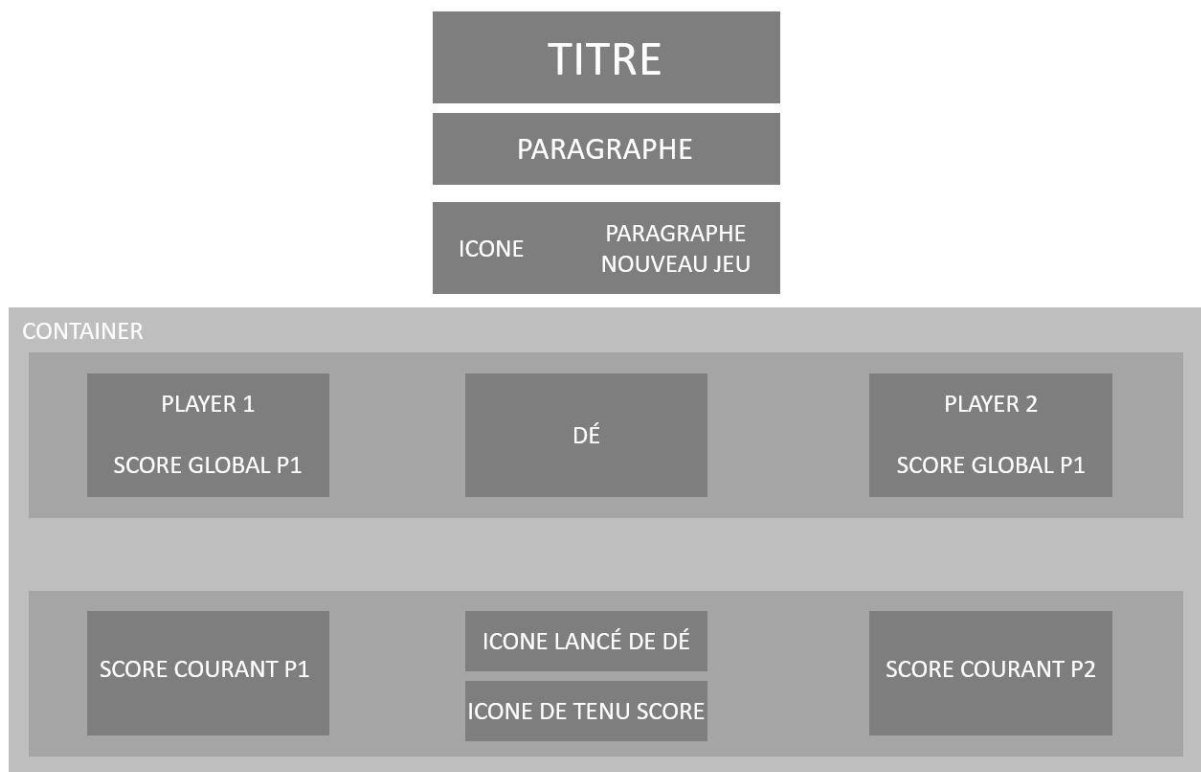 TITRE
PARAGRAPHE
ICONE
PARAGRAPHE
NOUVEAU JEU
CONTAINER
PLAYER 1
SCORE GLOBAL P1
DÉ
PLAYER 2
SCORE GLOBAL P1
SCORE COURANT P1
ICONE LANCÉ DE DÉ
ICONE DE TENU SCORE
SCORE COURANT P2